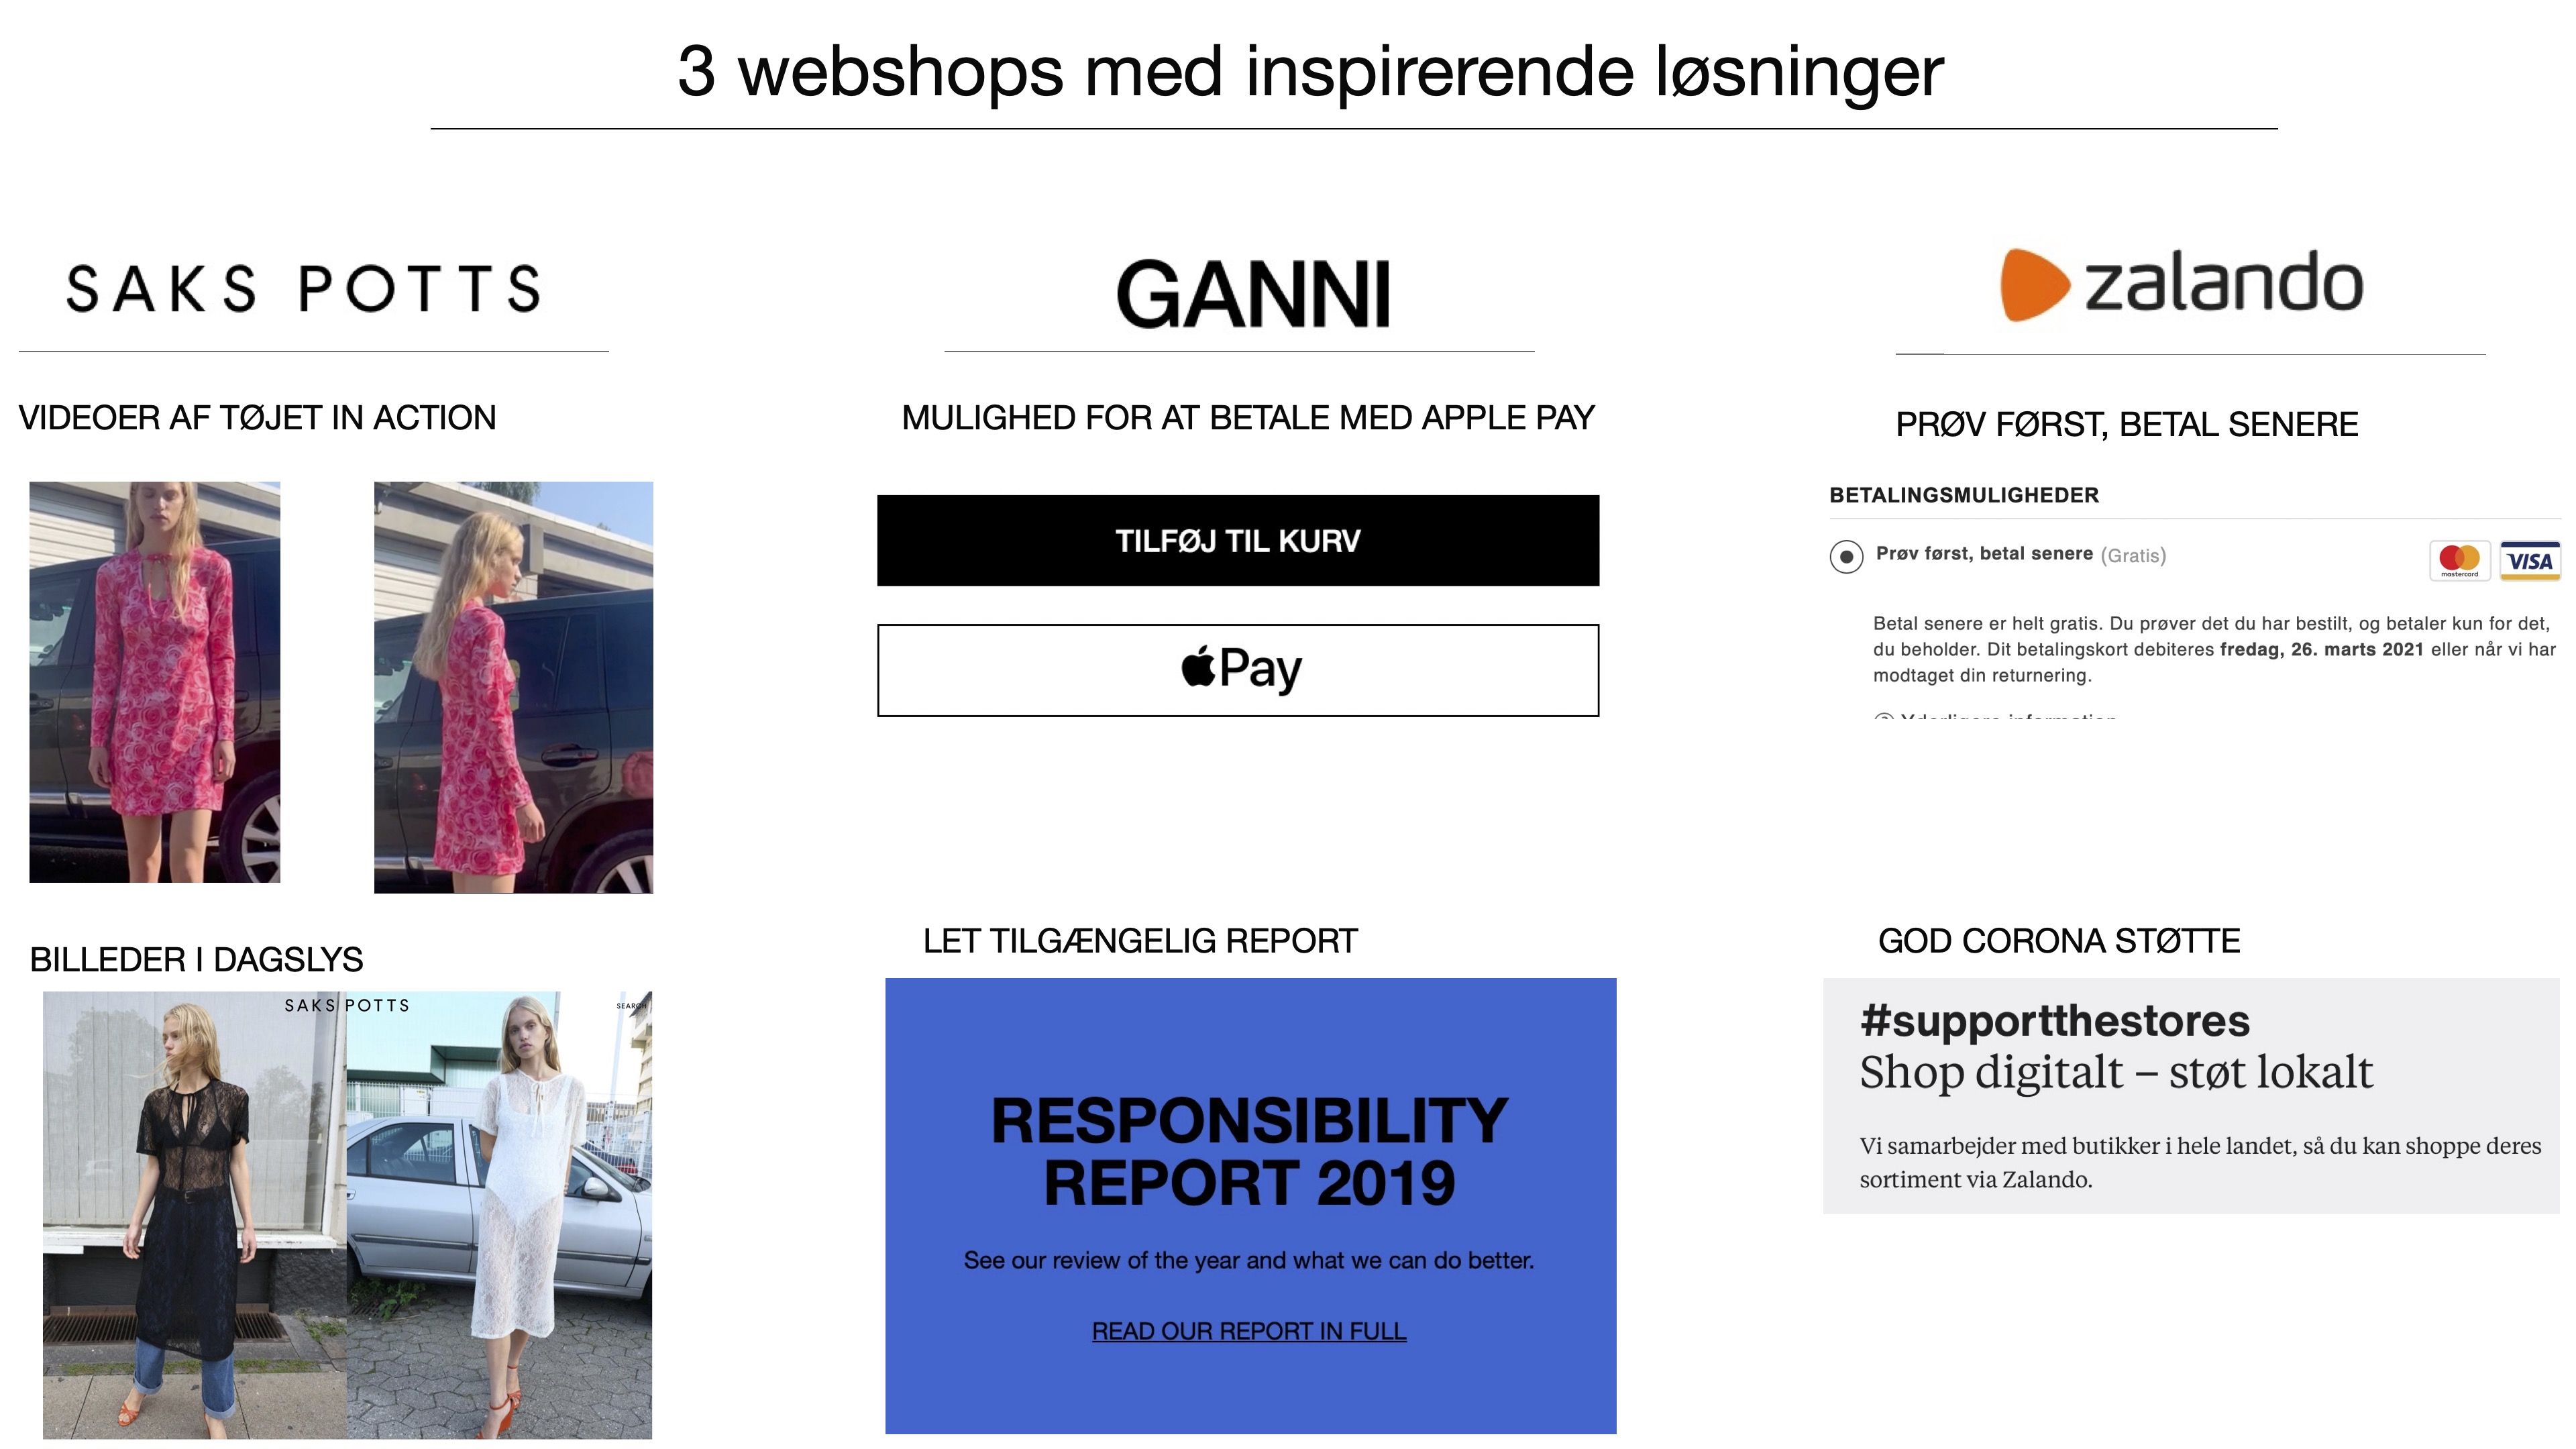 3 webshops med inspirerende løsninger
SAKS POTTS
VIDEOER AF TØJET IN ACTION
BILLEDER I DAGSLYS
SAKS POTTS
SEARCH
GANNI
MULIGHED FOR AT BETALE MED APPLE PAY
TILFØJ TIL KURV
Pay
LET TILGÆNGELIG REPORT
RESPONSIBILITY
REPORT 2019
See our review of the year and what we can do better.
READ OUR REPORT IN FULL
zalando
PRØV FØRST, BETAL SENERE
BETALINGSMULIGHEDER
Prøv først, betal senere (Gratis)
mastercard
VISA
Betal senere er helt gratis. Du prøver det du har bestilt, og betaler kun for det,
du beholder. Dit betalingskort debiteres fredag, 26. marts 2021 eller når vi har
modtaget din returnering.
GOD CORONA STØTTE
#supportthestores
Shop digitalt – støt lokalt
Vi samarbejder med butikker i hele landet, så du kan shoppe deres
sortiment via Zalando.